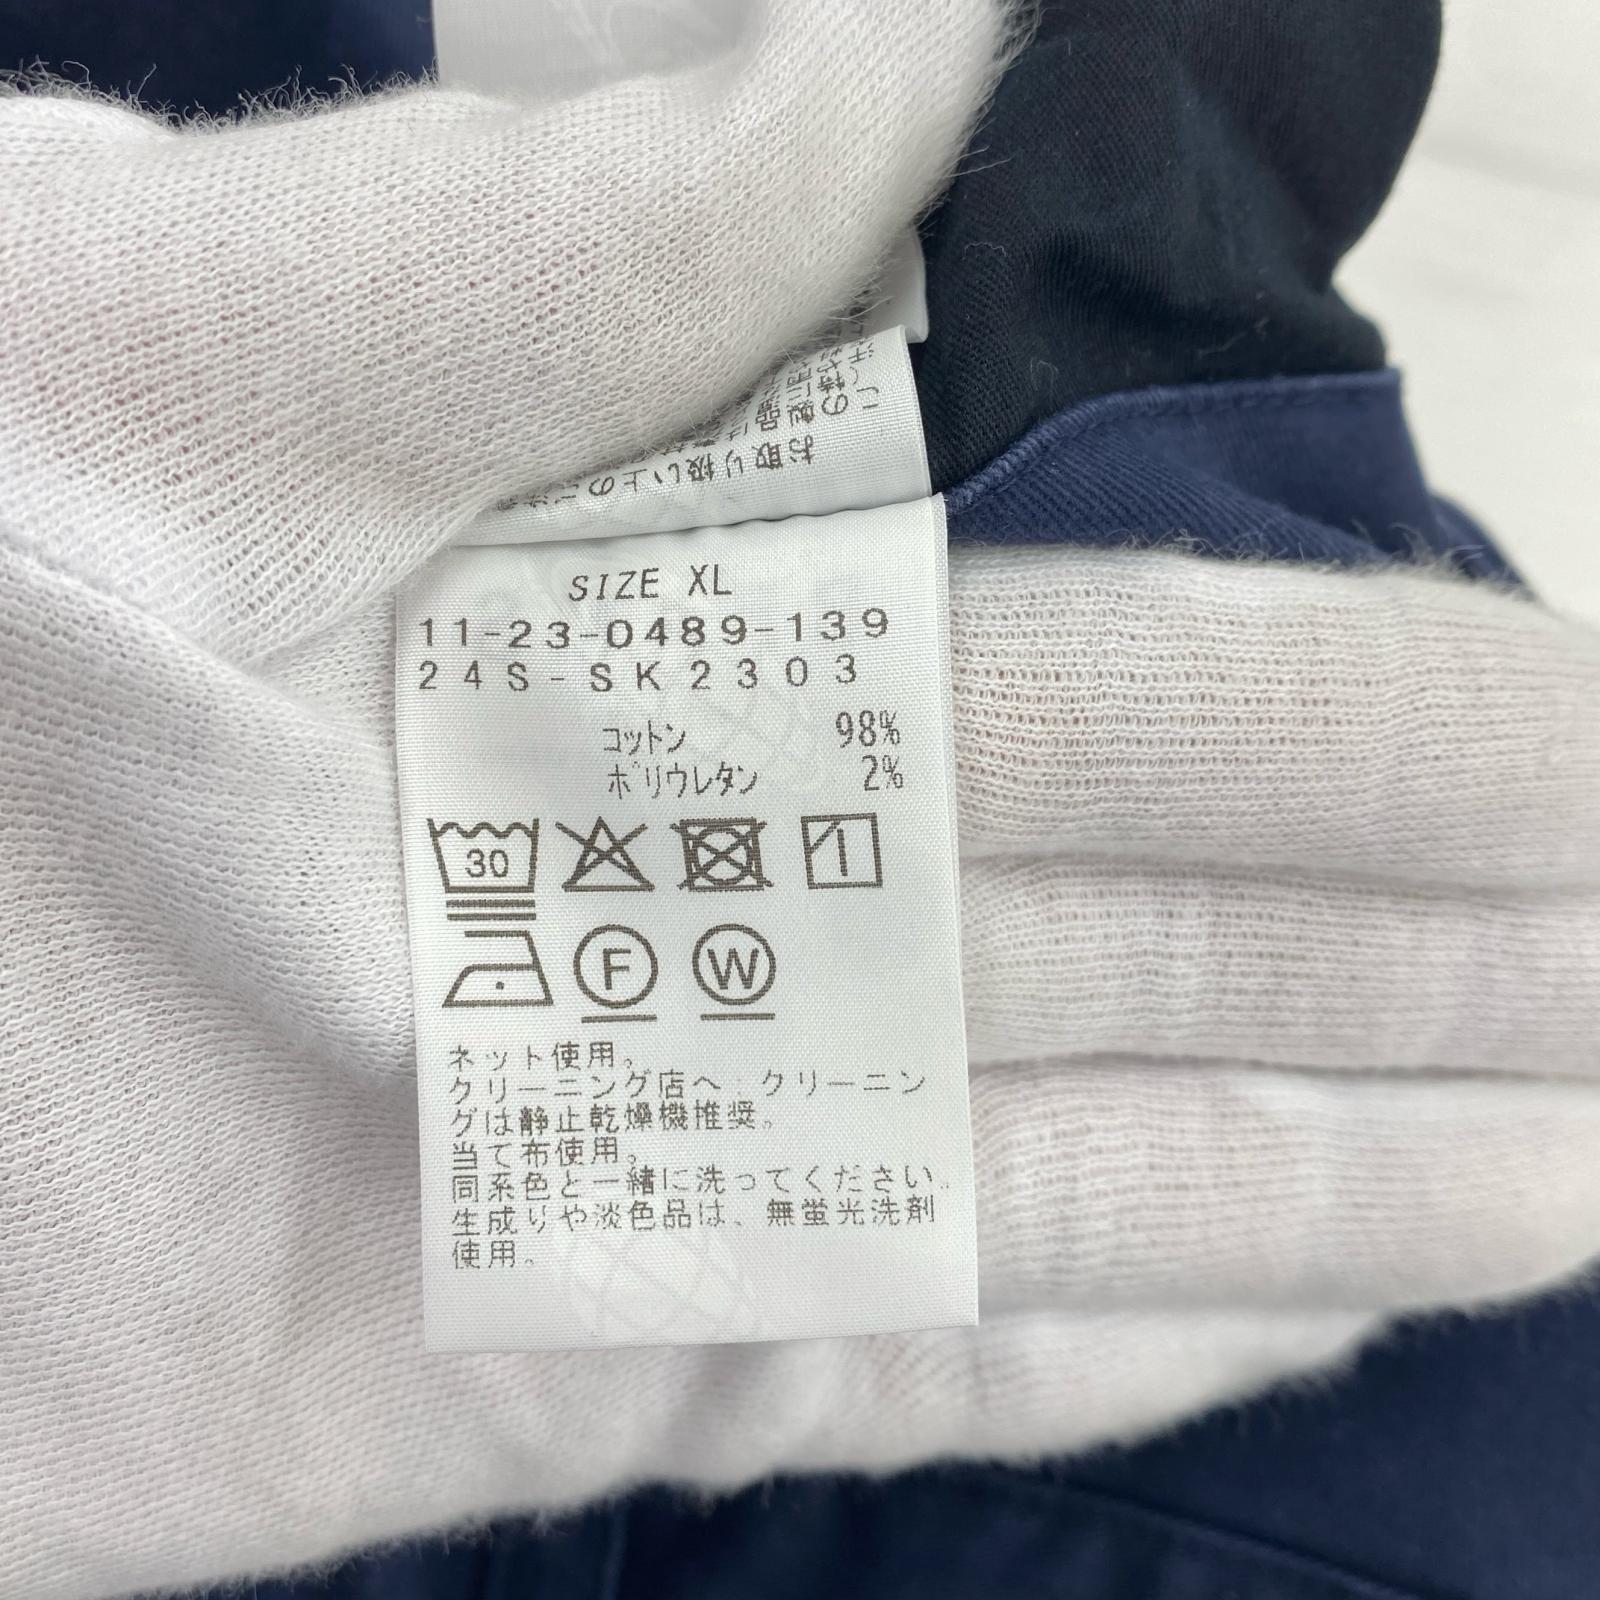 お取り扱い上のご注意
SIZE XL
11-23-0489-139
24S-SK2303
コットン 98%
ポリウレタン 2%
30
F W
ネット使用。
クリーニング店へ クリーニン
グは静止乾燥機推奨。
当て布使用。
同系色と一緒に洗ってください。
生成りや淡色品は、無蛍光洗剤
使用。